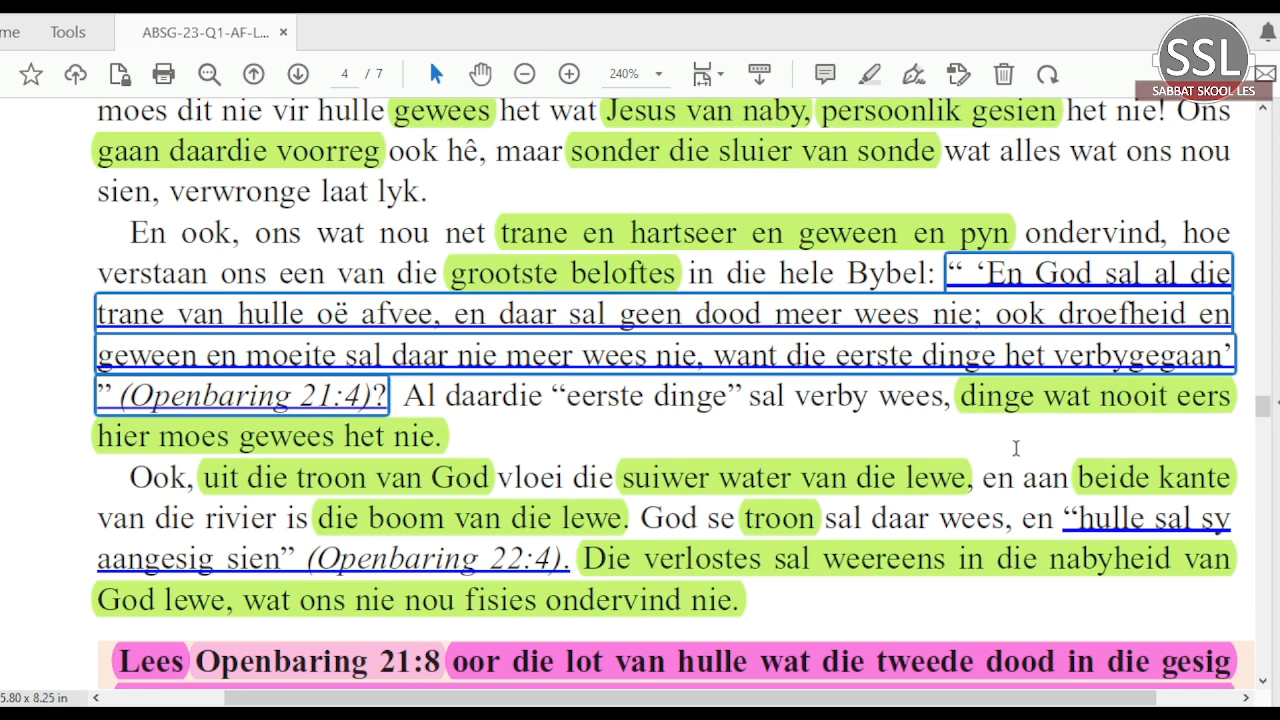 me Tools ABSG-23-Q1-AF-L... ×
SSL
SABBAT SKOOL LES
4 / 7 240%
moes dit nie vir hulle gewees het wat Jesus van naby, persoonlik gesien het nie! Ons
gaan daardie voorreg ook hê, maar sonder die sluier van sonde wat alles wat ons nou
sien, verwronge laat lyk.
En ook, ons wat nou net trane en hartseer en geween en pyn ondervind, hoe
verstaan ons een van die grootste beloftes in die hele Bybel: “ ‘En God sal al die
trane van hulle oë afvee, en daar sal geen dood meer wees nie; ook droefheid en
geween en moeite sal daar nie meer wees nie, want die eerste dinge het verbygegaan’
” (Openbaring 21:4)? Al daardie “eerste dinge” sal verby wees, dinge wat nooit eers
hier moes gewees het nie.
Ook, uit die troon van God vloei die suiwer water van die lewe, en aan beide kante
van die rivier is die boom van die lewe. God se troon sal daar wees, en “hulle sal sy
aangesig sien” (Openbaring 22:4). Die verlostes sal weereens in die nabyheid van
God lewe, wat ons nie nou fisies ondervind nie.
Lees Openbaring 21:8 oor die lot van hulle wat die tweede dood in die gesig
5.80 x 8.25 in